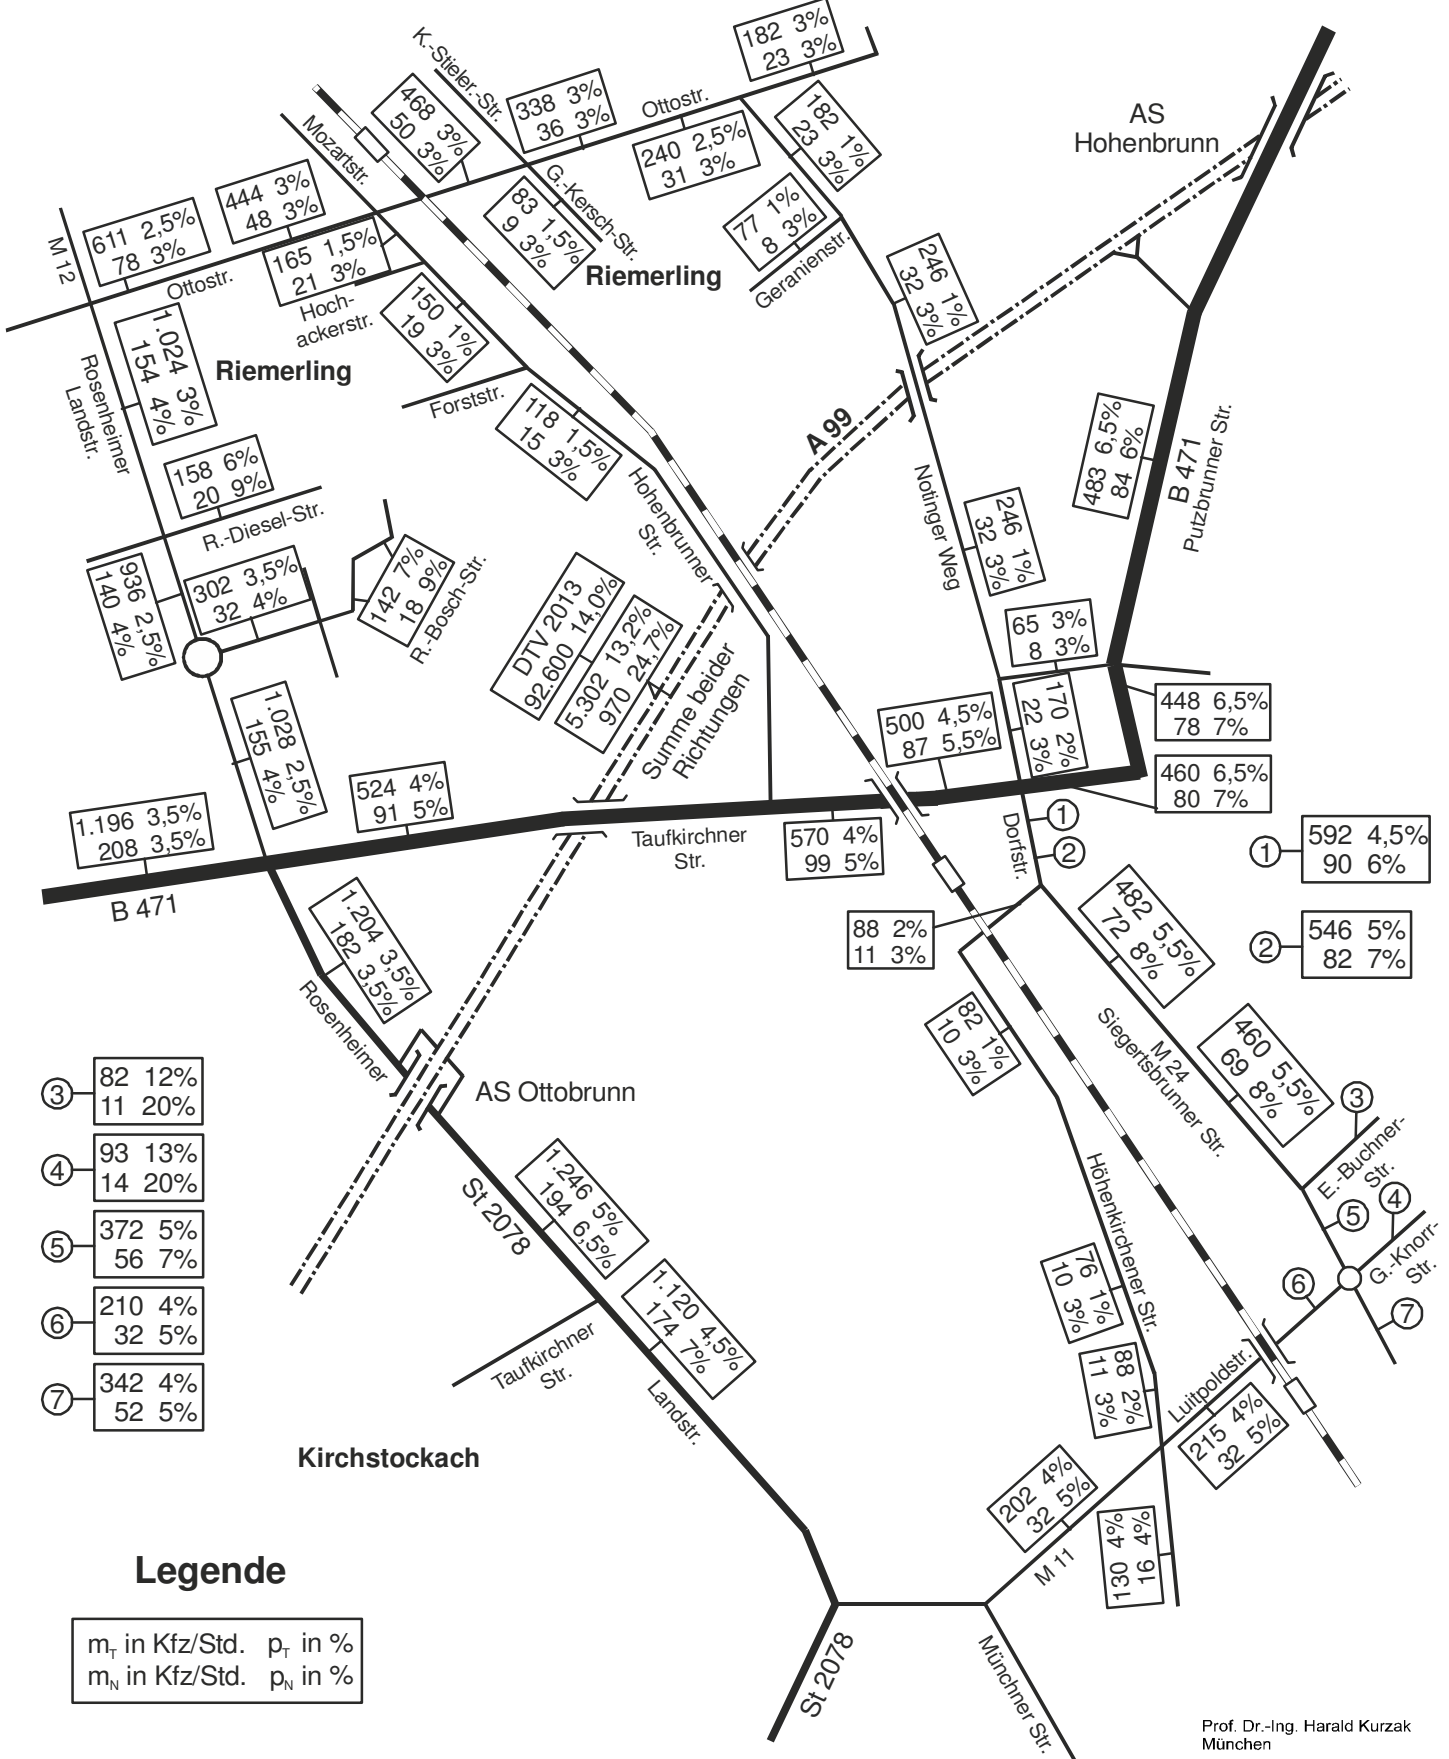 182 3%
23 3%
K.-Stieler.-Str.
468 3%
50 3%
338 3%
36 3%
Ottostr.
240 2,5%
31 3%
182 1%
23 3%
AS
Hohenbrunn
Mozartstr.
444 3%
48 3%
83 1,5%
9 3%
G.-Kersch-Str.
77 1%
8 3%
Geranienstr.
M 12
611 2,5%
78 3%
Ottostr.
165 1,5%
21 3%
Hoch-
ackerstr.
Riemerling
246 1%
32 3%
150 1%
19 3%
1.024 3%
154 4%
Rosenheimer
Landstr.
Riemerling
Forststr.
118 1,5%
15 3%
A 99
483 6,5%
84 6%
B 471
Putzbrunner Str.
158 6%
20 9%
R.-Diesel-Str.
Hohenbrunner
Str.
Notinger Weg
246 1%
32 3%
936 2,5%
140 4%
302 3,5%
32 4%
142 7%
18 9%
R.-Bosch-Str.
DTV 2013
92.600 14,0%
5.302 13,2%
970 24,7%
Summe beider
Richtungen
65 3%
8 3%
170 2%
22 3%
448 6,5%
78 7%
1.028 2,5%
155 4%
500 4,5%
87 5,5%
460 6,5%
80 7%
524 4%
91 5%
1.196 3,5%
208 3,5%
B 471
Taufkirchner
Str.
570 4%
99 5%
Dorfstr.
1
2
1
592 4,5%
90 6%
2
546 5%
82 7%
1.204 3,5%
182 3,5%
88 2%
11 3%
482 5,5%
72 8%
Rosenheimer
82 1%
10 3%
M 24
Siegertsbrunner Str.
460 5,5%
69 8%
AS Ottobrunn
3
82 12%
11 20%
4
93 13%
14 20%
5
372 5%
56 7%
6
210 4%
32 5%
7
342 4%
52 5%
3
E.-Buchner-
Str.
4
5
G.-Knorr-
Str.
6
7
St 2078
1.246 5%
194 6,5%
1.120 4,5%
174 7%
Höhenkirchener Str.
76 1%
10 3%
88 2%
11 3%
Taufkirchner
Str.
Landstr.
Luitpoldstr.
215 4%
32 5%
Kirchstockach
202 4%
32 5%
M 11
130 4%
16 4%
Legende
mT in Kfz/Std. pT in %
mN in Kfz/Std. pN in %
St 2078
Münchner Str.
Prof. Dr.-Ing. Harald Kurzak
München